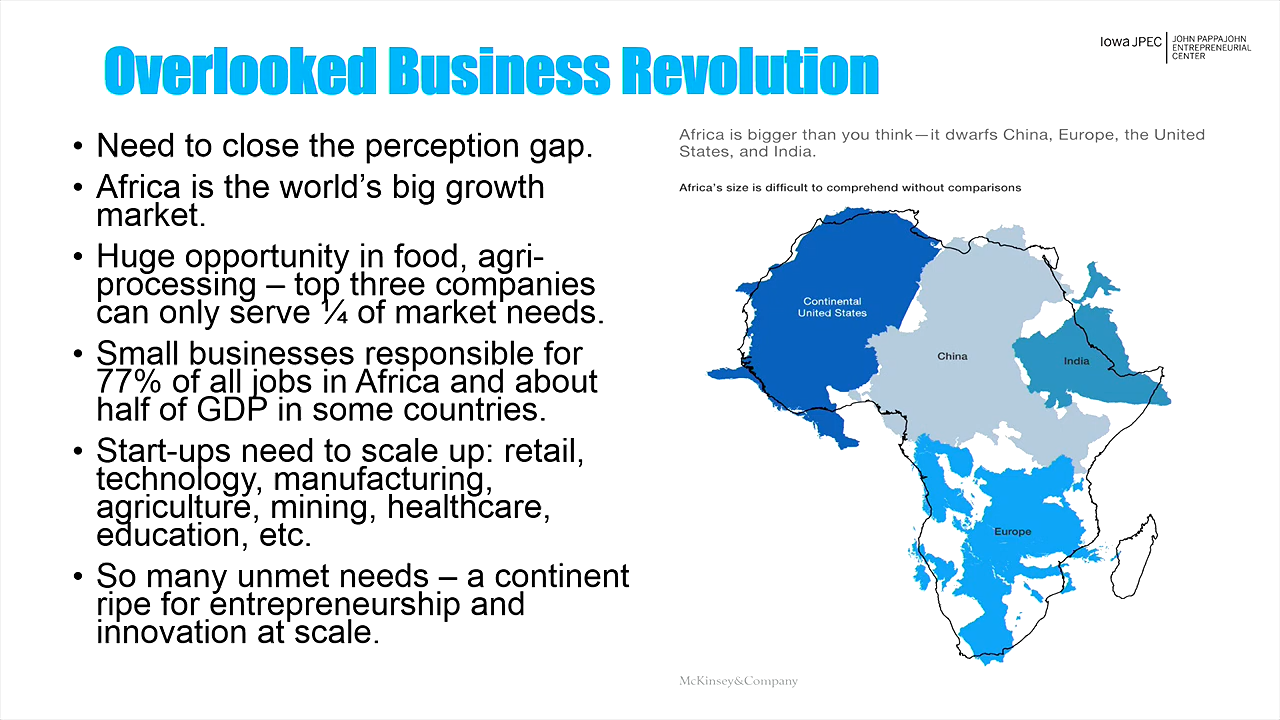 Overlooked Business Revolution
Iowa JPEC
JOHN PAPPAJOHN
ENTREPRENEURIAL
CENTER
• Need to close the perception gap.
• Africa is the world’s big growth
market.
• Huge opportunity in food, agri-
processing – top three companies
can only serve ¼ of market needs.
• Small businesses responsible for
77% of all jobs in Africa and about
half of GDP in some countries.
• Start-ups need to scale up: retail,
technology, manufacturing,
agriculture, mining, healthcare,
education, etc.
• So many unmet needs – a continent
ripe for entrepreneurship and
innovation at scale.
Africa is bigger than you think—it dwarfs China, Europe, the United
States, and India.
Africa’s size is difficult to comprehend without comparisons
Continental
United States
China
India
Europe
McKinsey&Company